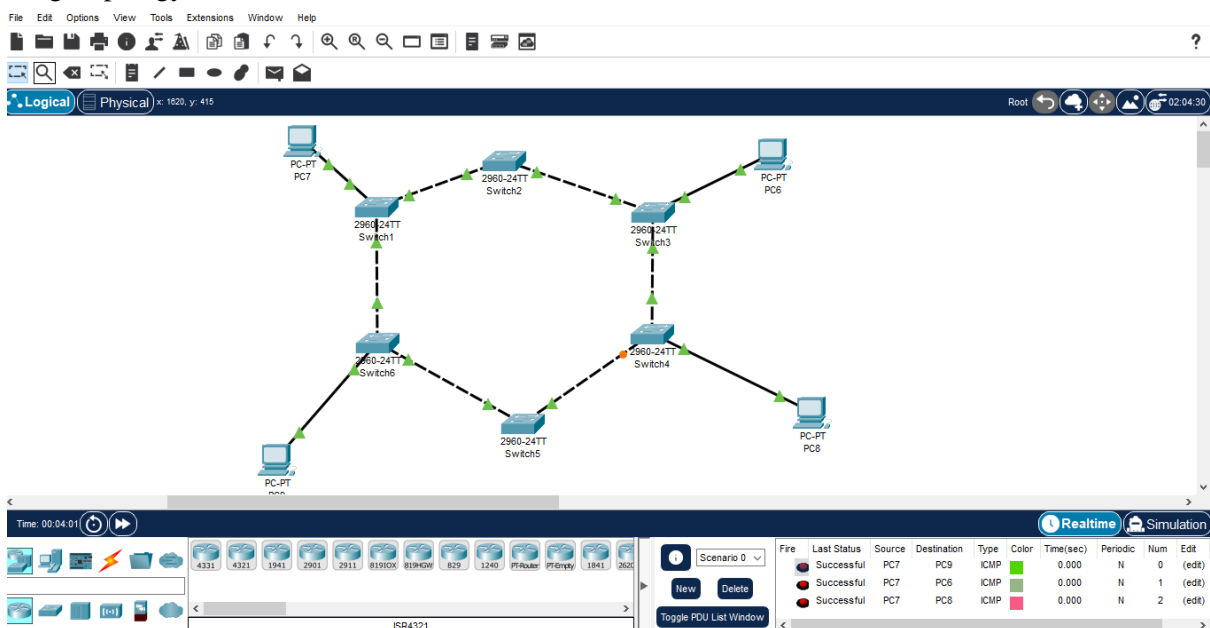 File Edit Options View Tools Extensions Window Help
?
Logical Physical x: 1620, y: 415 Root 02:04:30
PC-PT
PC7
2960-24TT
Switch2
PC-PT
PC6
2960-24TT
Switch1
2960-24TT
Switch3
2960-24TT
Switch6
2960-24TT
Switch4
2960-24TT
Switch5
PC-PT
PC8
PC-PT
Time: 00:04:01 Realtime Simulation
4331 4321 1941 2901 2911 819IOX 819HGW 829 1240 PT-Router PT-Empty 1841
ISR4321
Scenario 0
New Delete
Toggle PDU List Window
Fire Last Status Source Destination Type Color Time(sec) Periodic Num Edit
Successful PC7 PC9 ICMP 0.000 N 0 (edit)
Successful PC7 PC6 ICMP 0.000 N 1 (edit)
Successful PC7 PC8 ICMP 0.000 N 2 (edit)